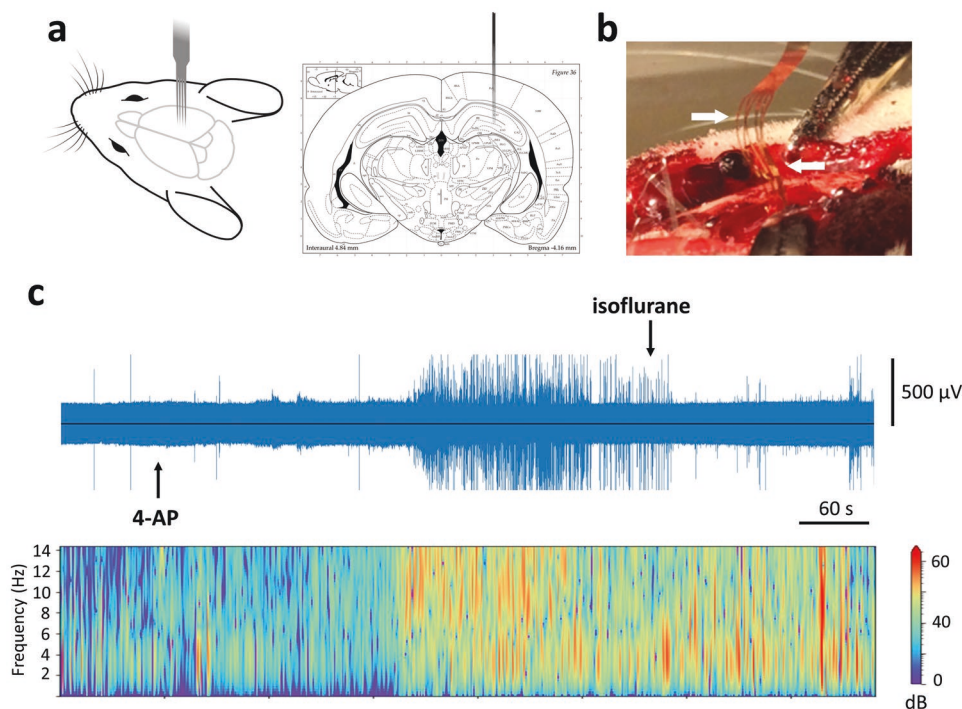 a
b
Figure 36
Interaural 4.84 mm
Bregma -4.16 mm
c
isoflurane
500 µV
4-AP
60 s
Frequency (Hz)
14
12
10
8
6
4
2
60
40
20
0
dB